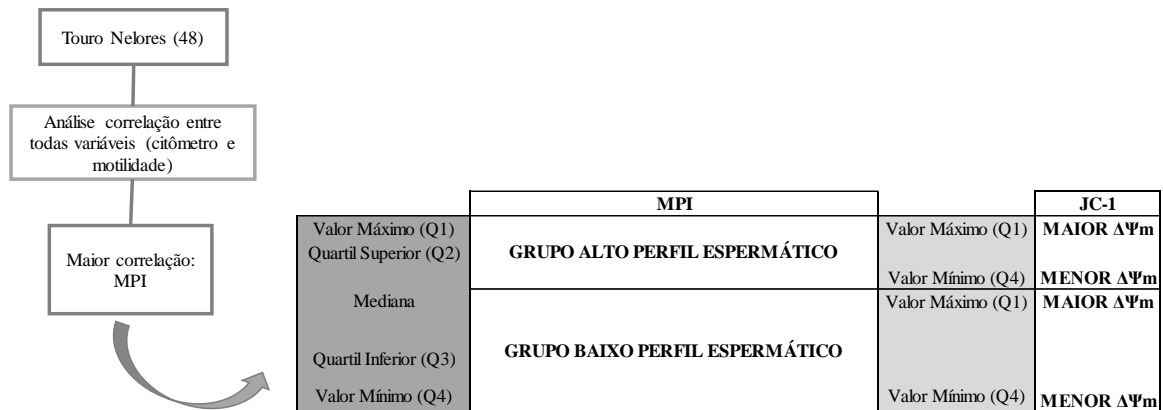 Touro Nelores (48)
Análise correlação entre
todas variáveis (citômetro e
motilidade)
Maior correlação:
MPI
MPI
JC-1
Valor Máximo (Q1)
Quartil Superior (Q2)
GRUPO ALTO PERFIL ESPERMÁTICO
Valor Máximo (Q1)
MAIOR ΔΨm
Valor Mínimo (Q4)
MENOR ΔΨm
Mediana
Quartil Inferior (Q3)
Valor Mínimo (Q4)
GRUPO BAIXO PERFIL ESPERMÁTICO
Valor Máximo (Q1)
MAIOR ΔΨm
Valor Mínimo (Q4)
MENOR ΔΨm